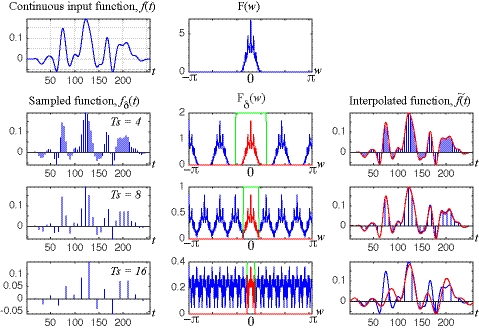 Continuous input function, f(t)
F(w)
0.1
0
50 100 150 200 t
5
0
−π 0 π w
Sampled function, fδ(t)
Fδ(w)
Interpolated function, f̃(t)
Ts = 4
0.1
0
50 100 150 200 t
2
1
0
−π 0 π w
0.1
0
50 100 150 200 t
Ts = 8
0.1
0
50 100 150 200 t
1
0.5
0
−π 0 π w
0.1
0
50 100 150 200 t
Ts = 16
0.1
0.05
0
-0.05
50 100 150 200 t
0.4
0.2
0
−π 0 π w
0.1
0
50 100 150 200 t